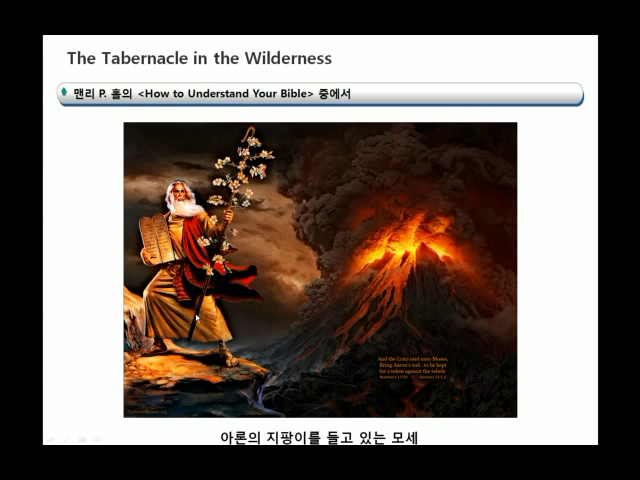 The Tabernacle in the Wilderness
맨리 P. 홀의 <How to Understand Your Bible> 중에서
And the LORD said unto Moses,
Bring Aaron's rod... to be kept
for a token against the rebels.
아론의 지팡이를 들고 있는 모세